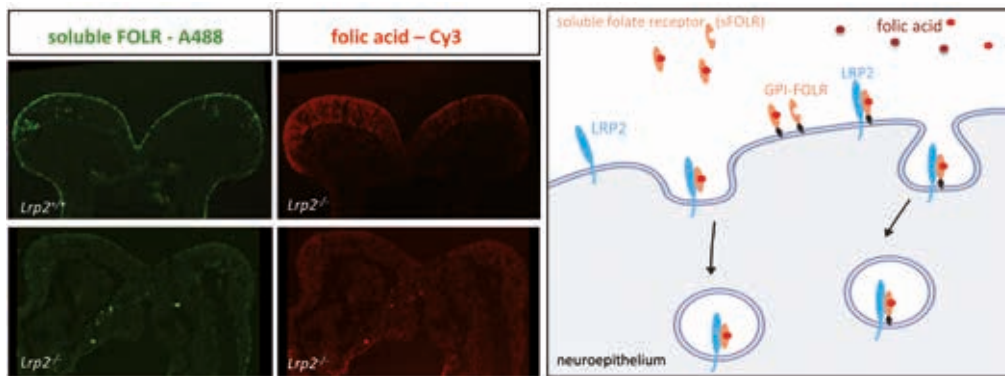 soluble FOLR - A488
folic acid – Cy3
Lrp2+/+
Lrp2-/-
Lrp2-/-
Lrp2-/-
soluble folate receptor (sFOLR)
folic acid
LRP2
GPI-FOLR
LRP2
neuroepithelium